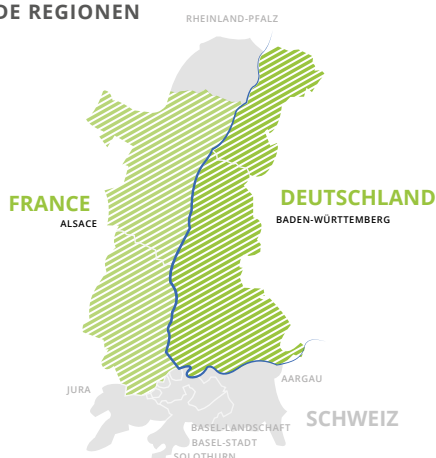 DE REGIONEN
RHEINLAND-PFALZ
FRANCE
ALSACE
DEUTSCHLAND
BADEN-WÜRTTEMBERG
JURA
AARGAU
SCHWEIZ
BASEL-LANDSCHAFT
BASEL-STADT
SOLOTHURN